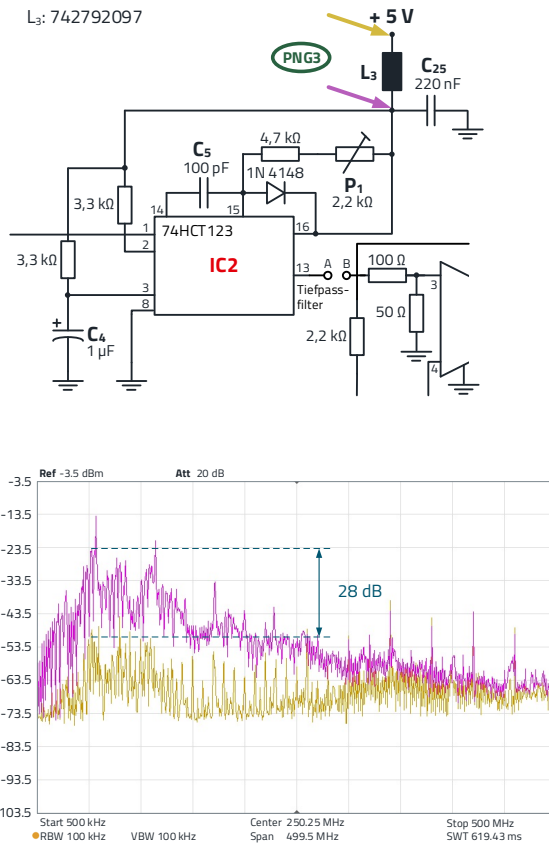 L₃: 742792097
+ 5 V
PNG3
L₃
C₂₅
220 nF
C₅
100 pF
4,7 kΩ
1N 4148
P₁
2,2 kΩ
3,3 kΩ
14
15
74HCT123
16
1
2
IC2
3,3 kΩ
13
A
B
100 Ω
3
Tiefpass-
filter
3
8
50 Ω
+
C₄
1 µF
2,2 kΩ
4
Ref -3.5 dBm
Att 20 dB
-3.5
-13.5
-23.5
-33.5
28 dB
-43.5
-53.5
-63.5
-73.5
-83.5
-93.5
103.5
Start 500 kHz
Center 250.25 MHz
Stop 500 MHz
RBW 100 kHz
VBW 100 kHz
Span 499.5 MHz
SWT 619.43 ms